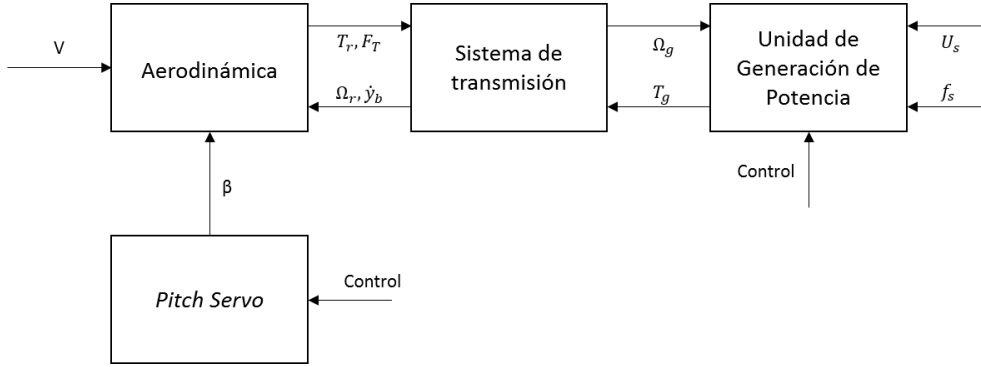 V
Aerodinámica
T_r, F_T
Ω_r, ẏ_b
Sistema de
transmisión
Ω_g
T_g
Unidad de
Generación de
Potencia
U_s
f_s
Control
β
Pitch Servo
Control